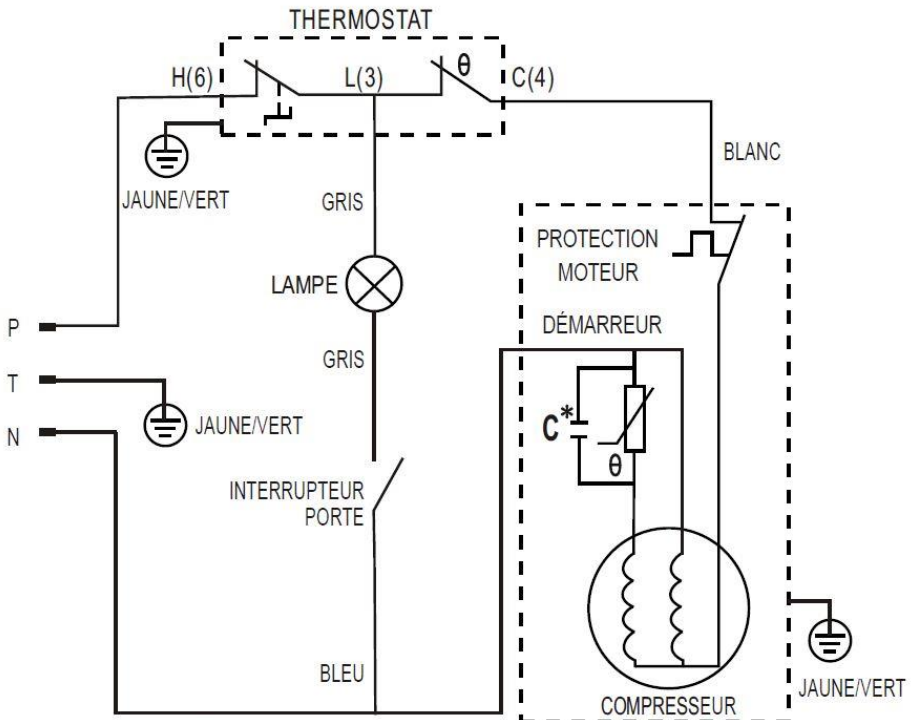 THERMOSTAT
H(6)
L(3)
θ
C(4)
BLANC
JAUNE/VERT
GRIS
PROTECTION
MOTEUR
LAMPE
P
DÉMARREUR
GRIS
T
JAUNE/VERT
C*
N
θ
INTERRUPTEUR
PORTE
BLEU
JAUNE/VERT
COMPRESSEUR